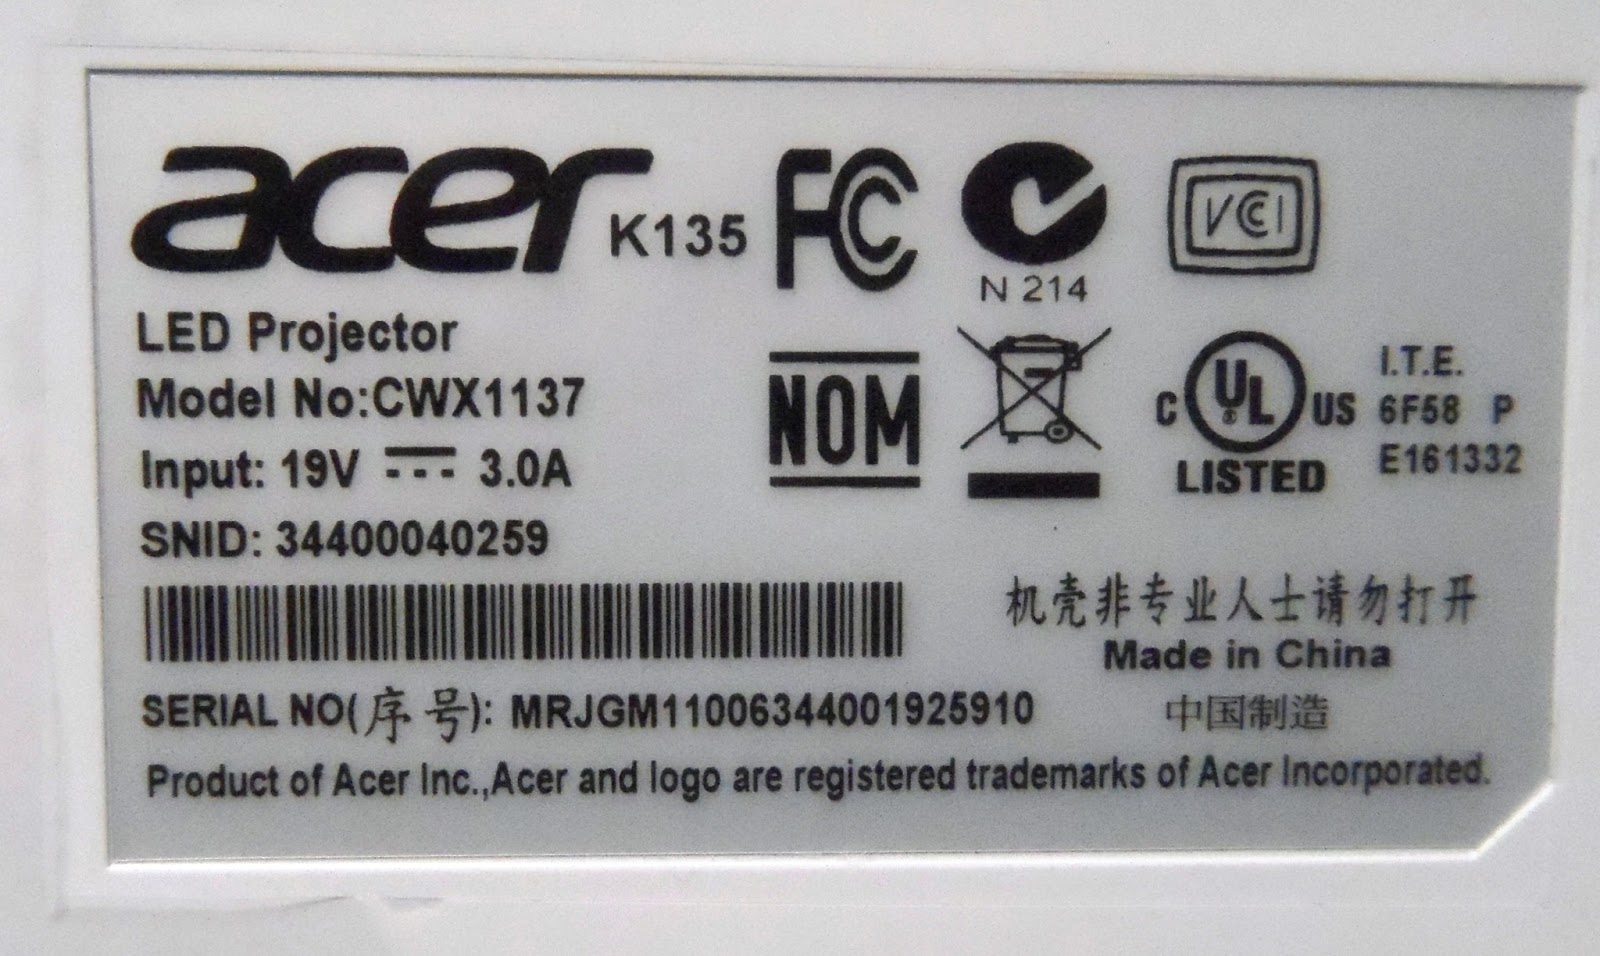 acer K135
FC
N 214
VCCI
LED Projector
Model No:CWX1137
Input: 19V 3.0A
SNID: 34400040259
NOM
C UL® US
LISTED
I.T.E.
6F58 P
E161332
机壳非专业人士请勿打开
Made in China
中国制造
SERIAL NO(序号): MRJGM11006344001925910
Product of Acer Inc.,Acer and logo are registered trademarks of Acer Incorporated.